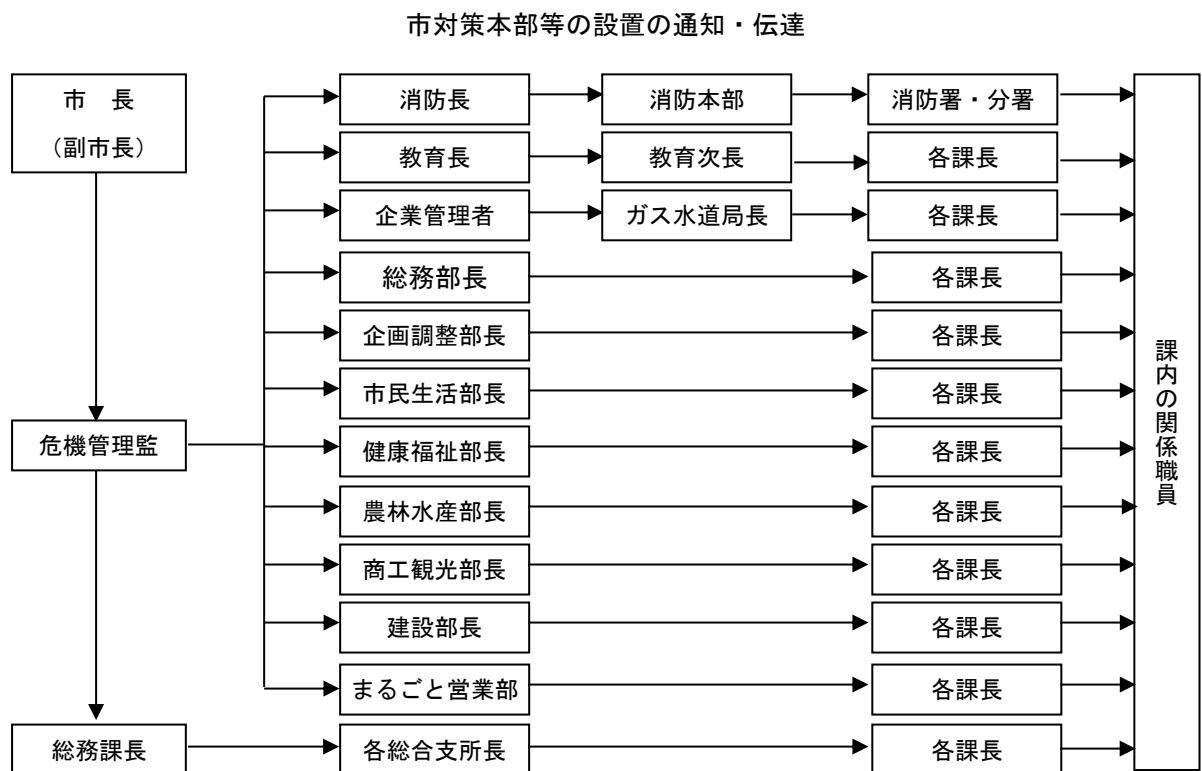 市対策本部等の設置の通知・伝達
市　長
（副市長）
消防長
消防本部
消防署・分署
教育長
教育次長
各課長
企業管理者
ガス水道局長
各課長
総務部長
各課長
企画調整部長
各課長
市民生活部長
各課長
危機管理監
健康福祉部長
各課長
農林水産部長
各課長
商工観光部長
各課長
建設部長
各課長
まるごと営業部
各課長
総務課長
各総合支所長
各課長
課内の関係職員